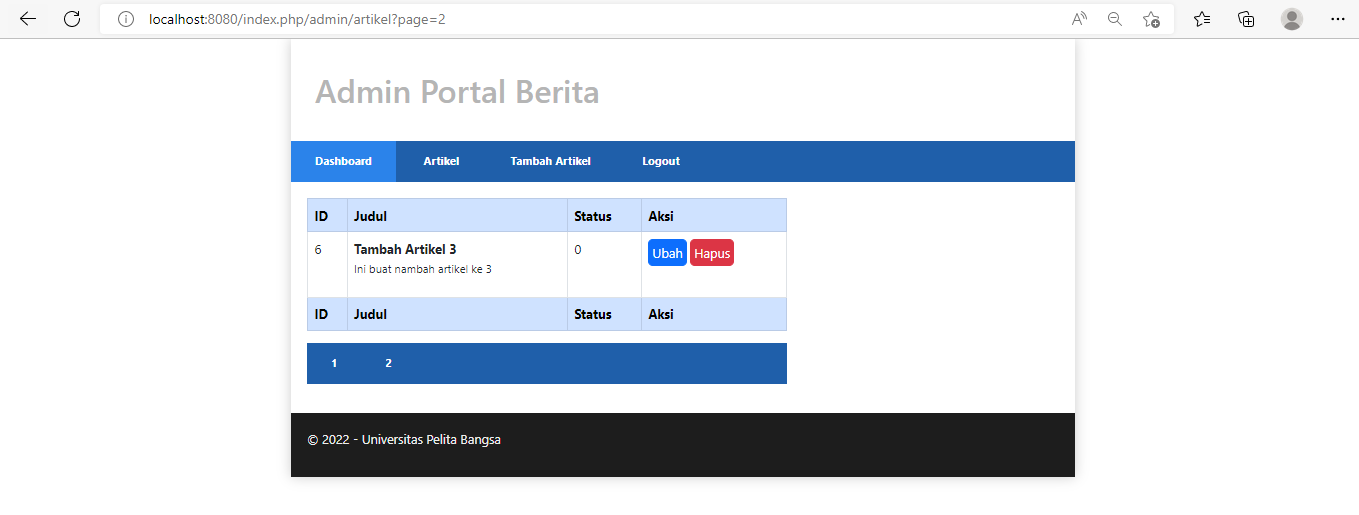 localhost:8080/index.php/admin/artikel?page=2
Admin Portal Berita
Dashboard Artikel Tambah Artikel Logout
ID Judul Status Aksi
6 Tambah Artikel 3 0 Ubah Hapus
Ini buat nambah artikel ke 3
ID Judul Status Aksi
1 2
© 2022 - Universitas Pelita Bangsa